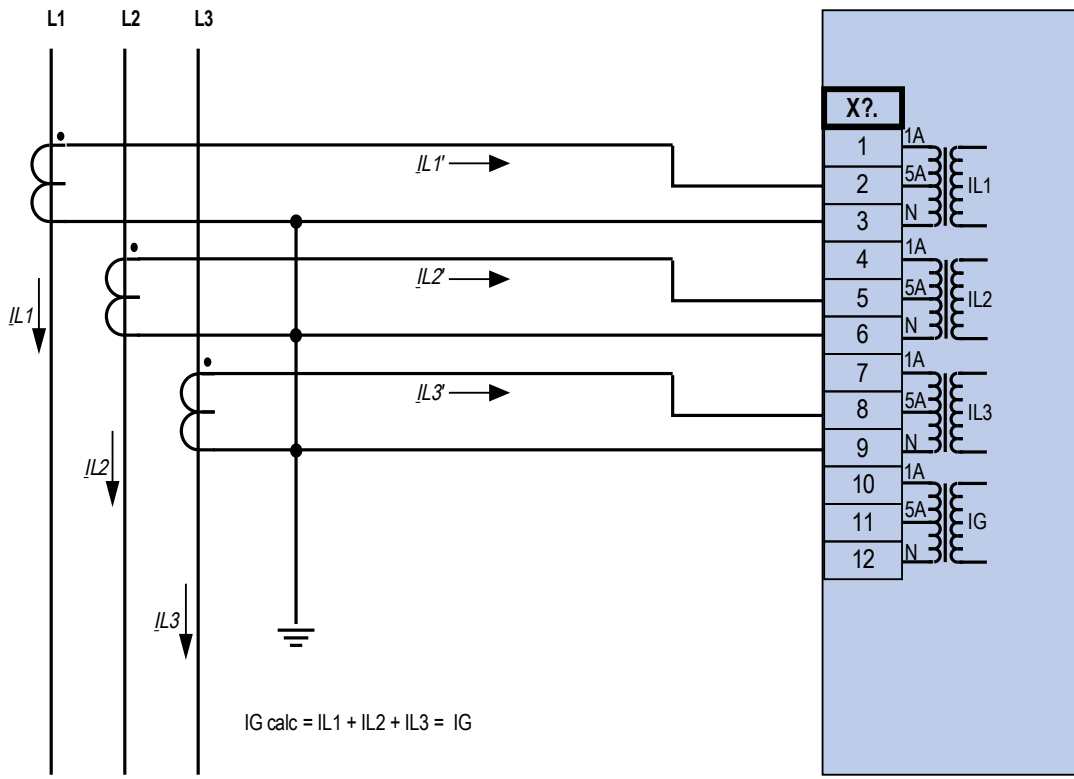 L1 L2 L3
X?.
1 1A
IL1'
2 5A IL1
3 N
4 1A
IL2'
5 5A IL2
IL1
6 N
7 1A
IL3'
8 5A IL3
9 N
IL2
10 1A
11 5A IG
12 N
IL3
IG calc = IL1 + IL2 + IL3 = IG